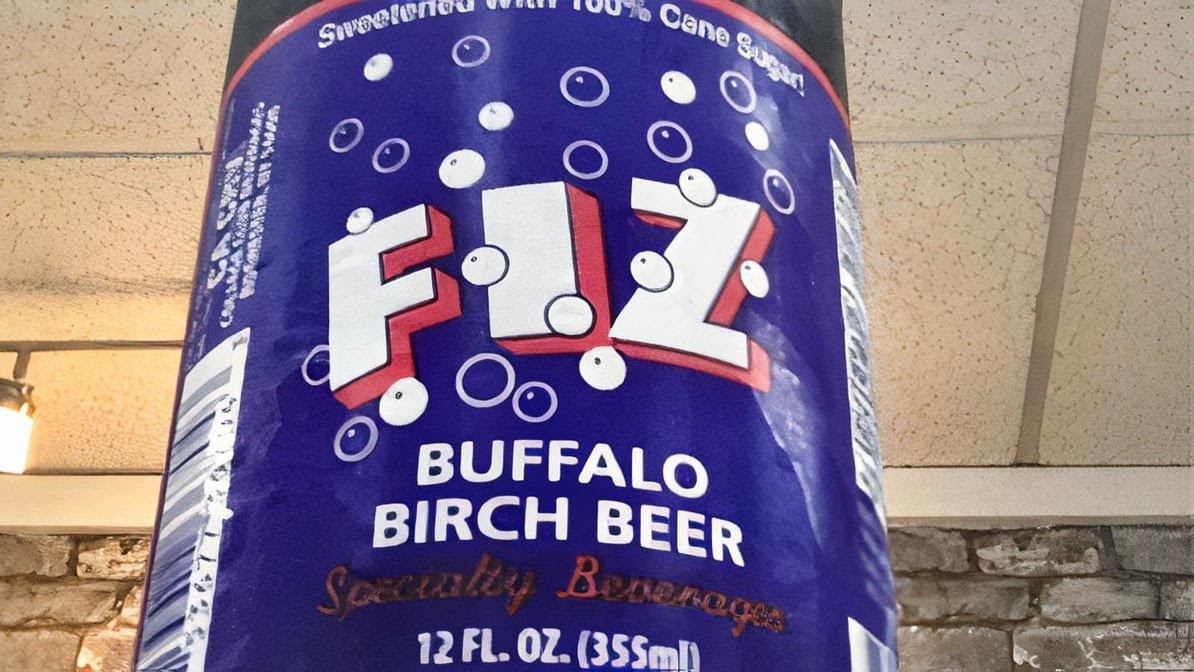 Sweetened With 100% Cane Sugar!
FIZ
BUFFALO
BIRCH BEER
Specialty Beverages
12 FL. OZ. (355ml)